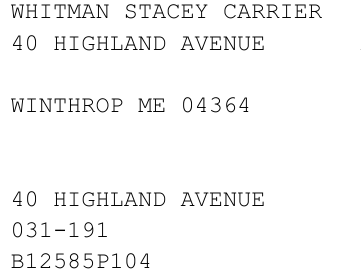 WHITMAN STACEY CARRIER
40 HIGHLAND AVENUE
WINTHROP ME 04364
40 HIGHLAND AVENUE
031-191
B12585P104